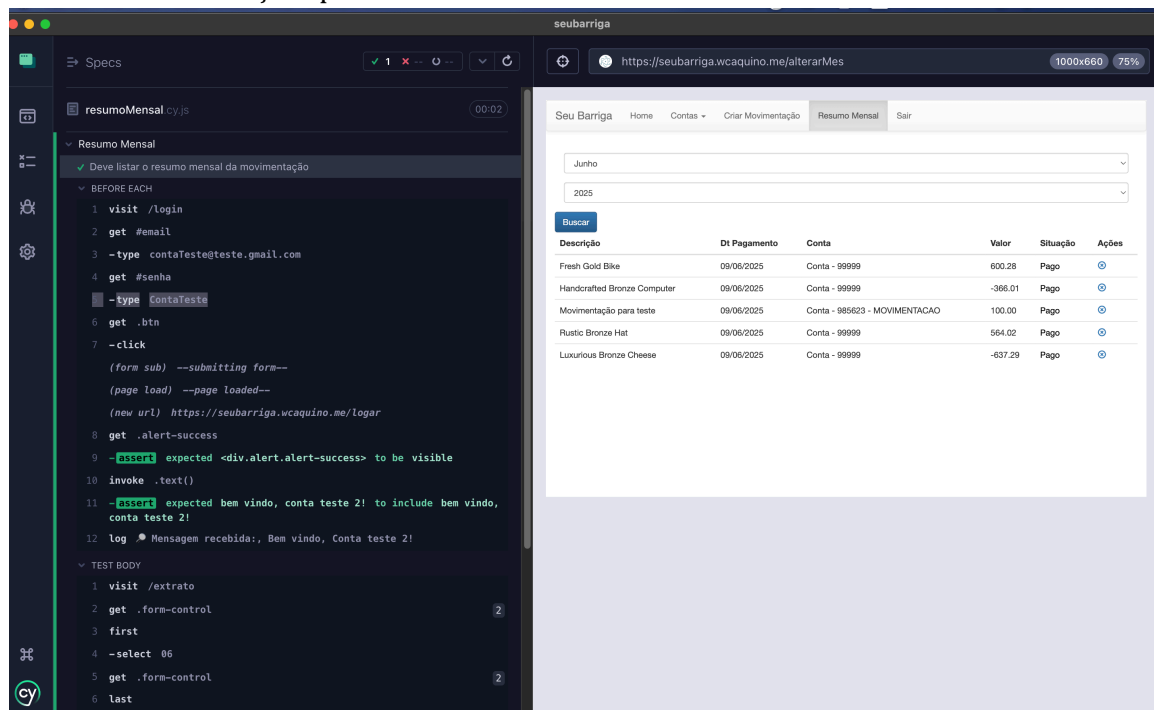 seubarriga
Specs
1 -- --
https://seubarriga.wcaquino.me/alterarMes
1000x660
75%
resumoMensal.cy.js
00:02
Resumo Mensal
Deve listar o resumo mensal da movimentação
BEFORE EACH
1 visit /login
2 get #email
3 -type contaTeste@teste.gmail.com
4 get #senha
-type ContaTeste
6 get .btn
7 -click
(form sub) --submitting form--
(page load) --page loaded--
(new url) https://seubarriga.wcaquino.me/logar
8 get .alert-success
9 -assert expected <div.alert.alert-success> to be visible
10 invoke .text()
11 -assert expected bem vindo, conta teste 2! to include bem vindo,
conta teste 2!
12 log 🔎 Mensagem recebida:, Bem vindo, Conta teste 2!
TEST BODY
1 visit /extrato
2 get .form-control 2
3 first
4 -select 06
5 get .form-control 2
6 last
cy
Seu Barriga Home Contas Criar Movimentação Resumo Mensal Sair
Junho
2025
Buscar
Descrição Dt Pagamento Conta Valor Situação Ações
Fresh Gold Bike 09/06/2025 Conta - 99999 600.28 Pago
Handcrafted Bronze Computer 09/06/2025 Conta - 99999 -366.01 Pago
Movimentação para teste 09/06/2025 Conta - 985623 - MOVIMENTACAO 100.00 Pago
Rustic Bronze Hat 09/06/2025 Conta - 99999 564.02 Pago
Luxurious Bronze Cheese 09/06/2025 Conta - 99999 -637.29 Pago